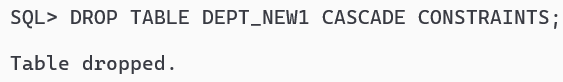 SQL> DROP TABLE DEPT_NEW1 CASCADE CONSTRAINTS;
Table dropped.